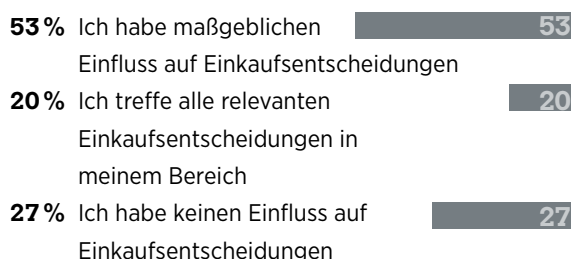 53 % Ich habe maßgeblichen 53
Einfluss auf Einkaufsentscheidungen
20 % Ich treffe alle relevanten 20
Einkaufsentscheidungen in
meinem Bereich
27 % Ich habe keinen Einfluss auf 27
Einkaufsentscheidungen